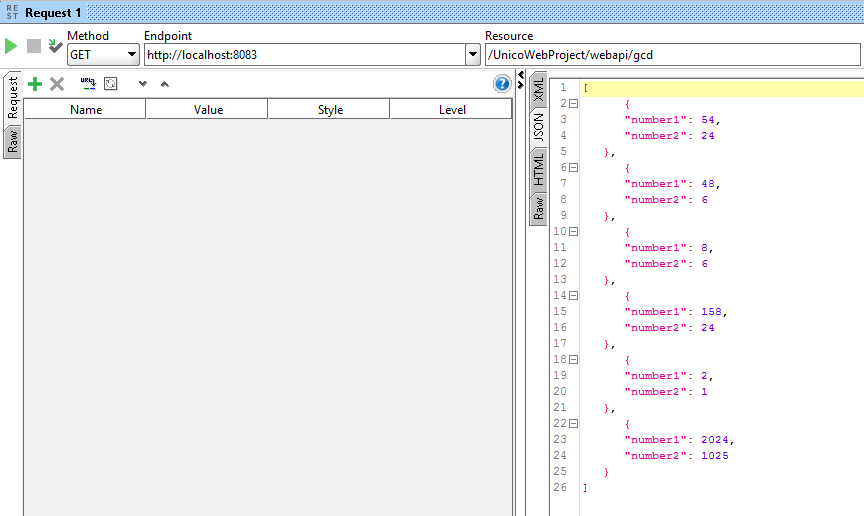 REST Request 1
Method Endpoint Resource
GET http://localhost:8083 /UnicoWebProject/webapi/gcd
Request
Raw
URL
?
Name Value Style Level
XML
JSON
HTML
Raw
1 [
2 {
3 "number1": 54,
4 "number2": 24
5 },
6 {
7 "number1": 48,
8 "number2": 6
9 },
10 {
11 "number1": 8,
12 "number2": 6
13 },
14 {
15 "number1": 158,
16 "number2": 24
17 },
18 {
19 "number1": 2,
20 "number2": 1
21 },
22 {
23 "number1": 2024,
24 "number2": 1025
25 }
26 ]